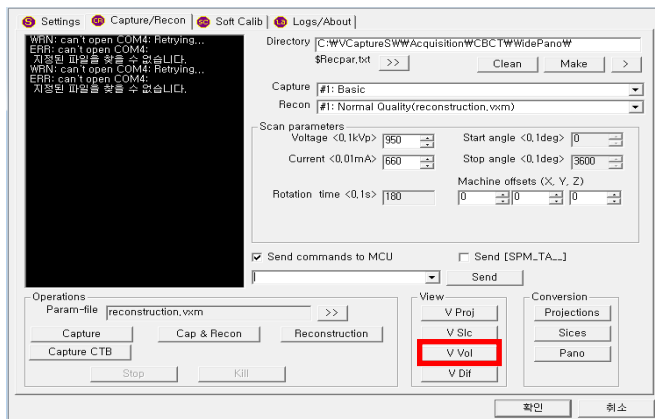 Settings Capture/Recon Soft Calib Logs/About
WRN: can't open COM4: Retrying...
ERR: can't open COM4:
지정된 파일을 찾을 수 없습니다.
WRN: can't open COM4: Retrying...
ERR: can't open COM4:
지정된 파일을 찾을 수 없습니다.
Directory C:₩VCaptureSW₩Acquisition₩CBCT₩WidePano₩
$Recpar,txt >> Clean Make >
Capture #1: Basic
Recon #1: Normal Quality(reconstruction,vxm)
Scan parameters
Voltage <0,1kVp> 950 Start angle <0,1deg> 0
Current <0,01mA> 660 Stop angle <0,1deg> 3600
Machine offsets (X, Y, Z)
Rotation time <0,1s> 180 0 0 0
Send commands to MCU Send [SPM_TA__]
Send
Operations View Conversion
Param-file reconstruction,vxm >> V Proj Projections
Capture Cap & Recon Reconstruction V Slc Sices
Capture CTB V Vol Pano
Stop Kill V Dif
확인 취소